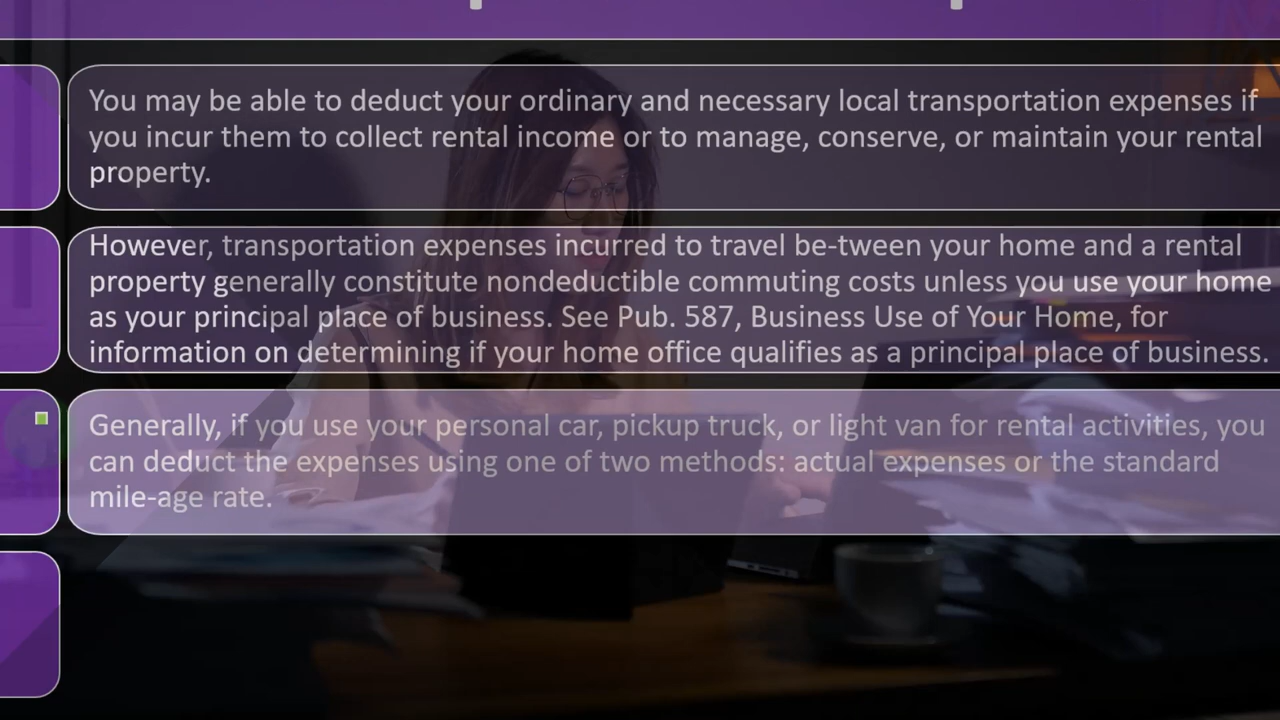 You may be able to deduct your ordinary and necessary local transportation expenses if
you incur them to collect rental income or to manage, conserve, or maintain your rental
property.
However, transportation expenses incurred to travel be-tween your home and a rental
property generally constitute nondeductible commuting costs unless you use your home
as your principal place of business. See Pub. 587, Business Use of Your Home, for
information on determining if your home office qualifies as a principal place of business.
Generally, if you use your personal car, pickup truck, or light van for rental activities, you
can deduct the expenses using one of two methods: actual expenses or the standard
mile-age rate.